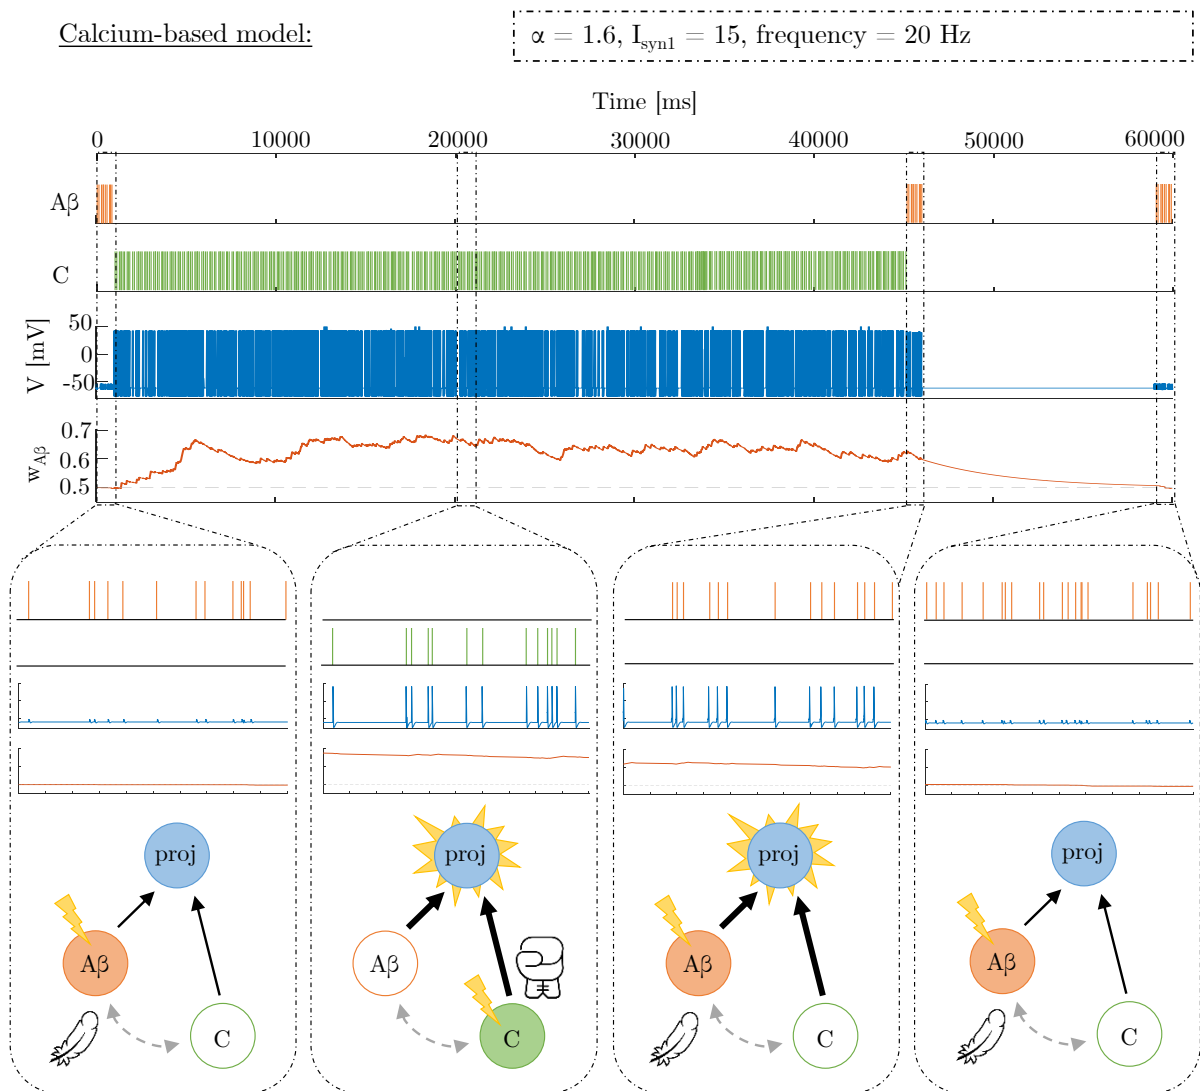 Calcium-based model:
α = 1.6, I_syn1 = 15, frequency = 20 Hz
Time [ms]
0 10000 20000 30000 40000 50000 60000
Aβ
C
V [mV]
50
0
-50
w_Aβ
0.7
0.6
0.5
proj proj proj proj
Aβ Aβ Aβ Aβ
C C C C